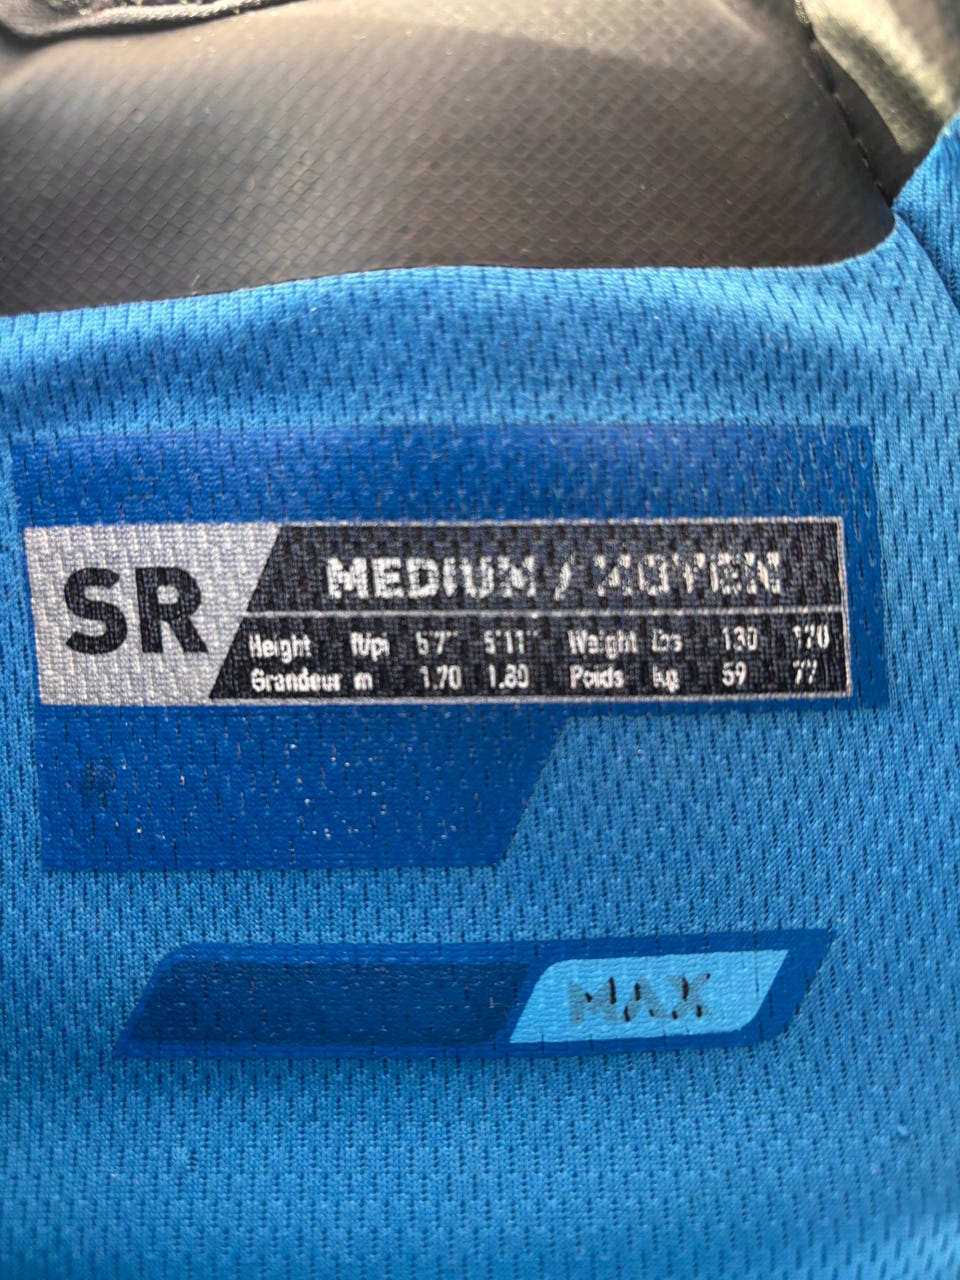 SR
MEDIUM / MOYEN
Height ft/pi 5'7" 5'11" Weight Lbs 130 170
Grandeur m 1.70 1.80 Poids kg 59 77
MAX